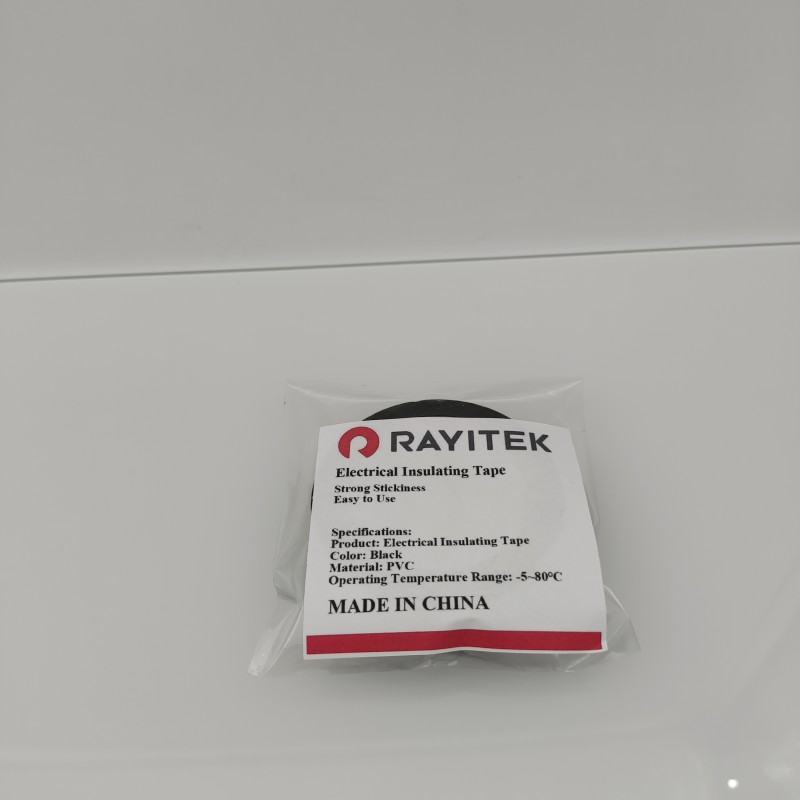 RAYITEK
Electrical Insulating Tape
Strong Stickiness
Easy to Use
Specifications:
Product: Electrical Insulating Tape
Color: Black
Material: PVC
Operating Temperature Range: -5~80°C
MADE IN CHINA